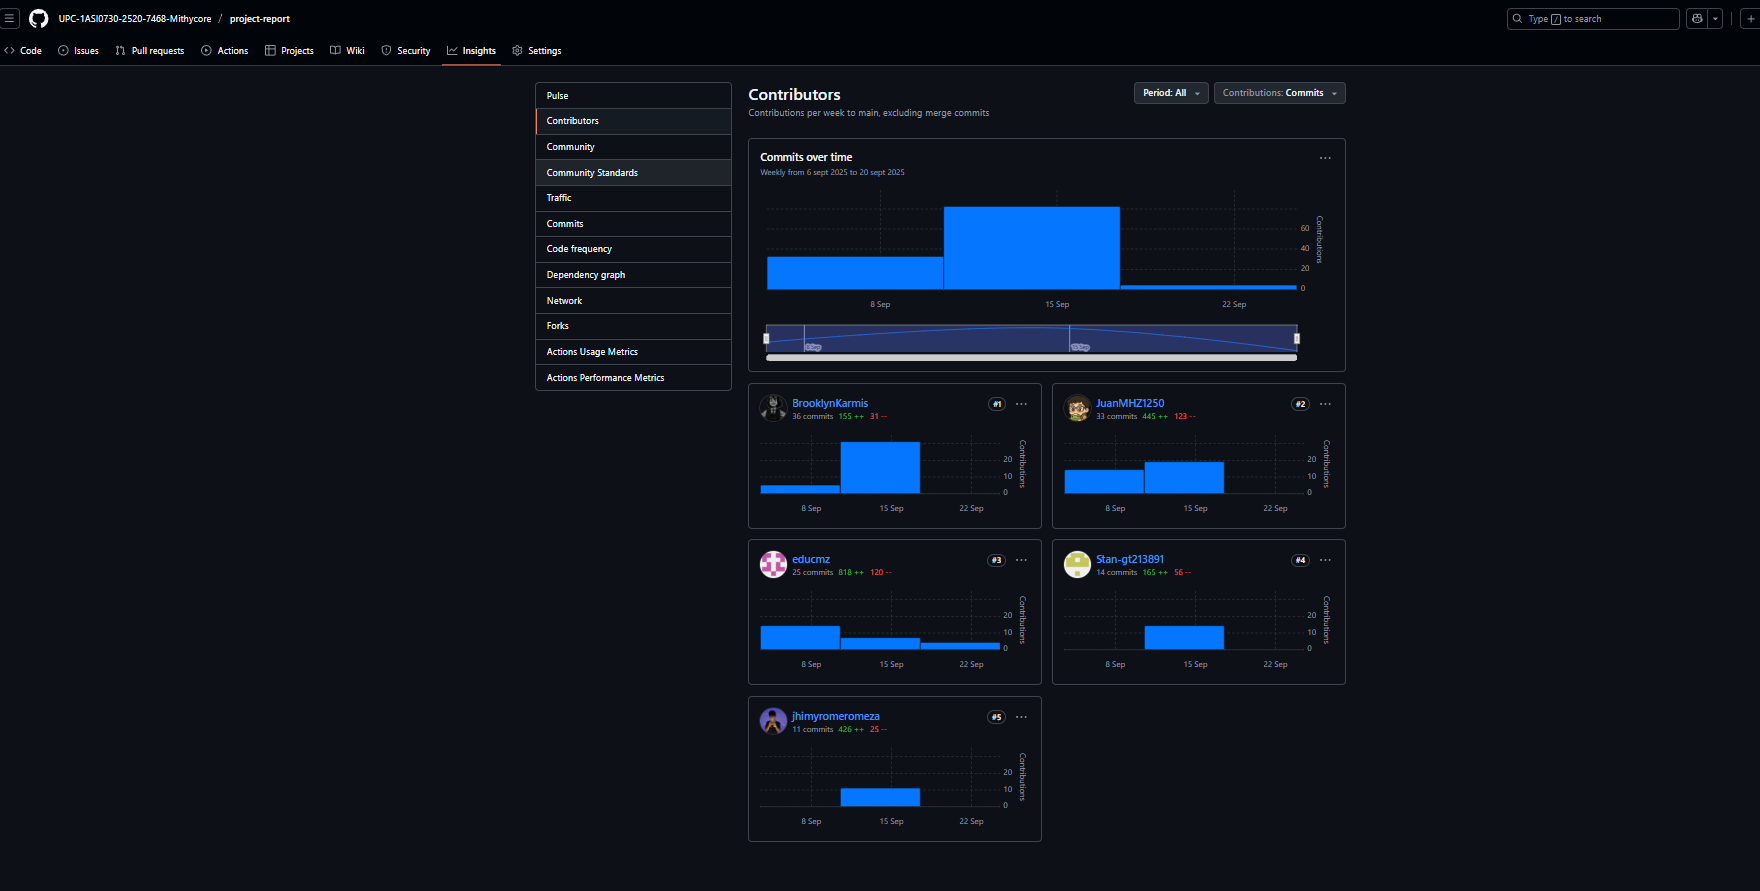 UPC-1ASI0730-2520-7468-Mithycore / project-report
Type / to search
Code Issues Pull requests Actions Projects Wiki Security Insights Settings
Pulse
Contributors
Community
Community Standards
Traffic
Commits
Code frequency
Dependency graph
Network
Forks
Actions Usage Metrics
Actions Performance Metrics
Contributors
Period: All
Contributions: Commits
Contributions per week to main, excluding merge commits
Commits over time
Weekly from 6 sept 2025 to 20 sept 2025
60
40
20
0
Contributions
8 Sep 15 Sep 22 Sep
8 Sep 15 Sep
BrooklynKarmis #1
36 commits 155 ++ 31 --
20
10
0
Contributions
8 Sep 15 Sep 22 Sep
JuanMHZ1250 #2
33 commits 445 ++ 123 --
20
10
0
Contributions
8 Sep 15 Sep 22 Sep
educmz #3
25 commits 818 ++ 120 --
20
10
0
Contributions
8 Sep 15 Sep 22 Sep
Stan-gt213891 #4
14 commits 165 ++ 56 --
20
10
0
Contributions
8 Sep 15 Sep 22 Sep
jhimyromeromeza #5
11 commits 426 ++ 25 --
20
10
0
Contributions
8 Sep 15 Sep 22 Sep